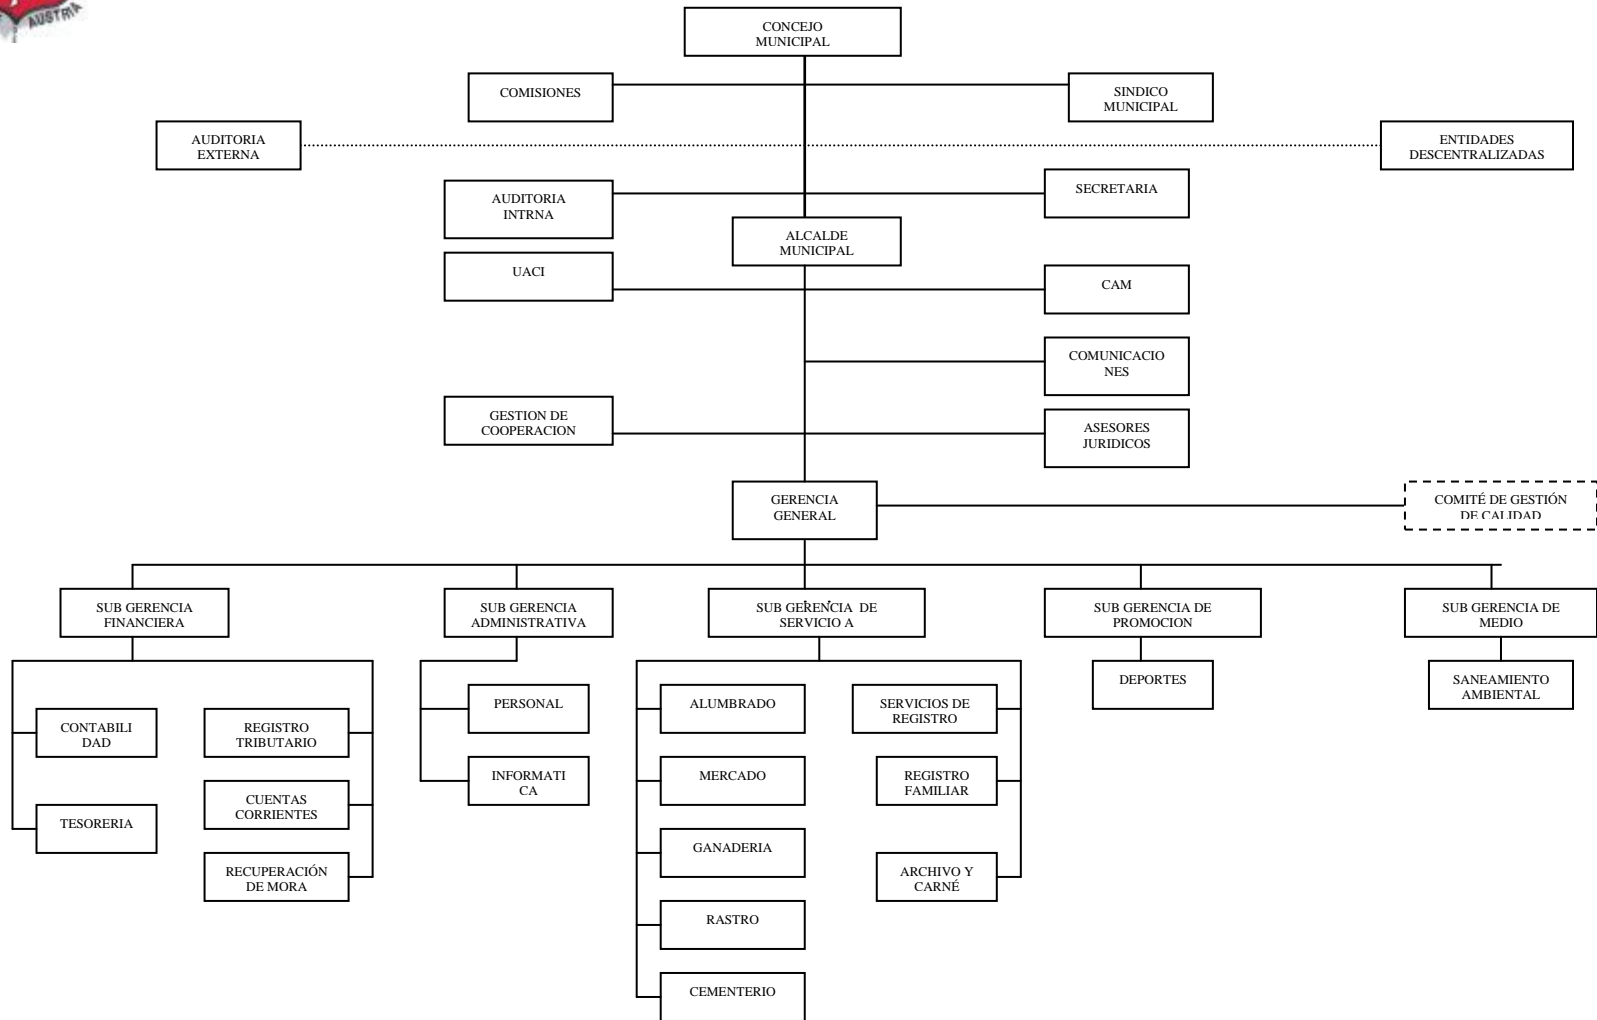 AUSTRIA
CONCEJO
MUNICIPAL
COMISIONES
SINDICO
MUNICIPAL
AUDITORIA
EXTERNA
ENTIDADES
DESCENTRALIZADAS
AUDITORIA
INTRNA
SECRETARIA
ALCALDE
MUNICIPAL
UACI
CAM
COMUNICACIO
NES
GESTION DE
COOPERACION
ASESORES
JURIDICOS
GERENCIA
GENERAL
COMITÉ DE GESTIÓN
DE CALIDAD
SUB GERENCIA
FINANCIERA
SUB GERENCIA
ADMINISTRATIVA
SUB GERENCIA DE
SERVICIO A
SUB GERENCIA DE
PROMOCION
SUB GERENCIA DE
MEDIO
CONTABILI
DAD
TESORERIA
REGISTRO
TRIBUTARIO
CUENTAS
CORRIENTES
RECUPERACIÓN
DE MORA
PERSONAL
INFORMATI
CA
ALUMBRADO
MERCADO
GANADERIA
RASTRO
CEMENTERIO
SERVICIOS DE
REGISTRO
REGISTRO
FAMILIAR
ARCHIVO Y
CARNÉ
DEPORTES
SANEAMIENTO
AMBIENTAL